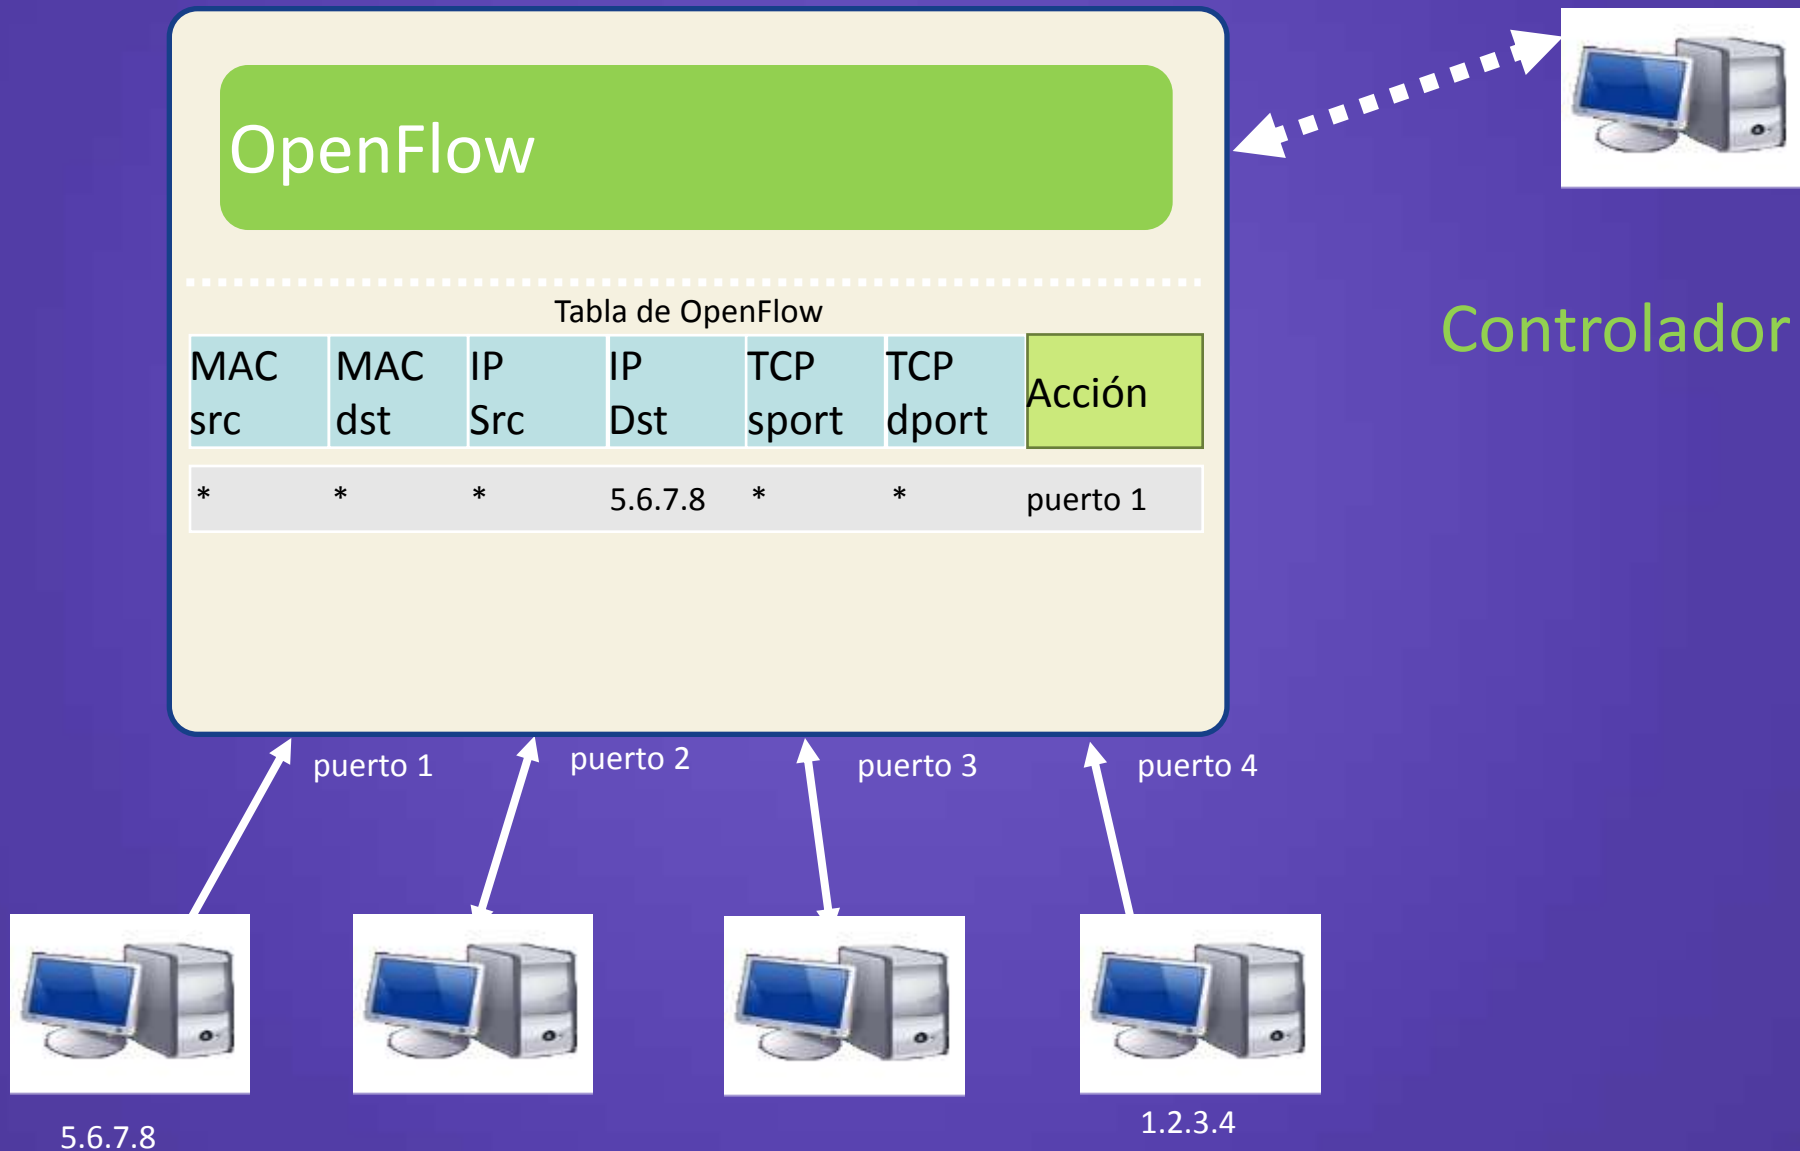 OpenFlow
Controlador
Tabla de OpenFlow
MAC src MAC dst IP Src IP Dst TCP sport TCP dport Acción
* * * 5.6.7.8 * * puerto 1
puerto 1 puerto 2 puerto 3 puerto 4
5.6.7.8 1.2.3.4